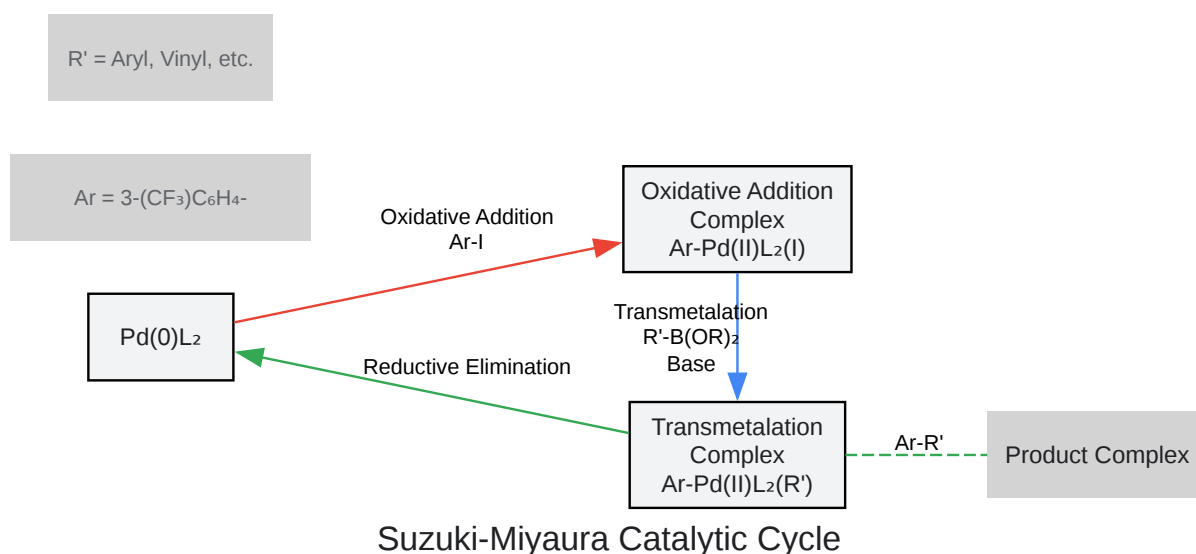 R' = Aryl, Vinyl, etc.
Ar = 3-(CF₃)C₆H₄-
Oxidative Addition
Ar-I
Oxidative Addition
Complex
Ar-Pd(II)L₂(I)
Pd(0)L₂
Transmetalation
R'-B(OR)₂
Base
Reductive Elimination
Transmetalation
Complex
Ar-Pd(II)L₂(R')
Ar-R'
Product Complex
Suzuki-Miyaura Catalytic Cycle